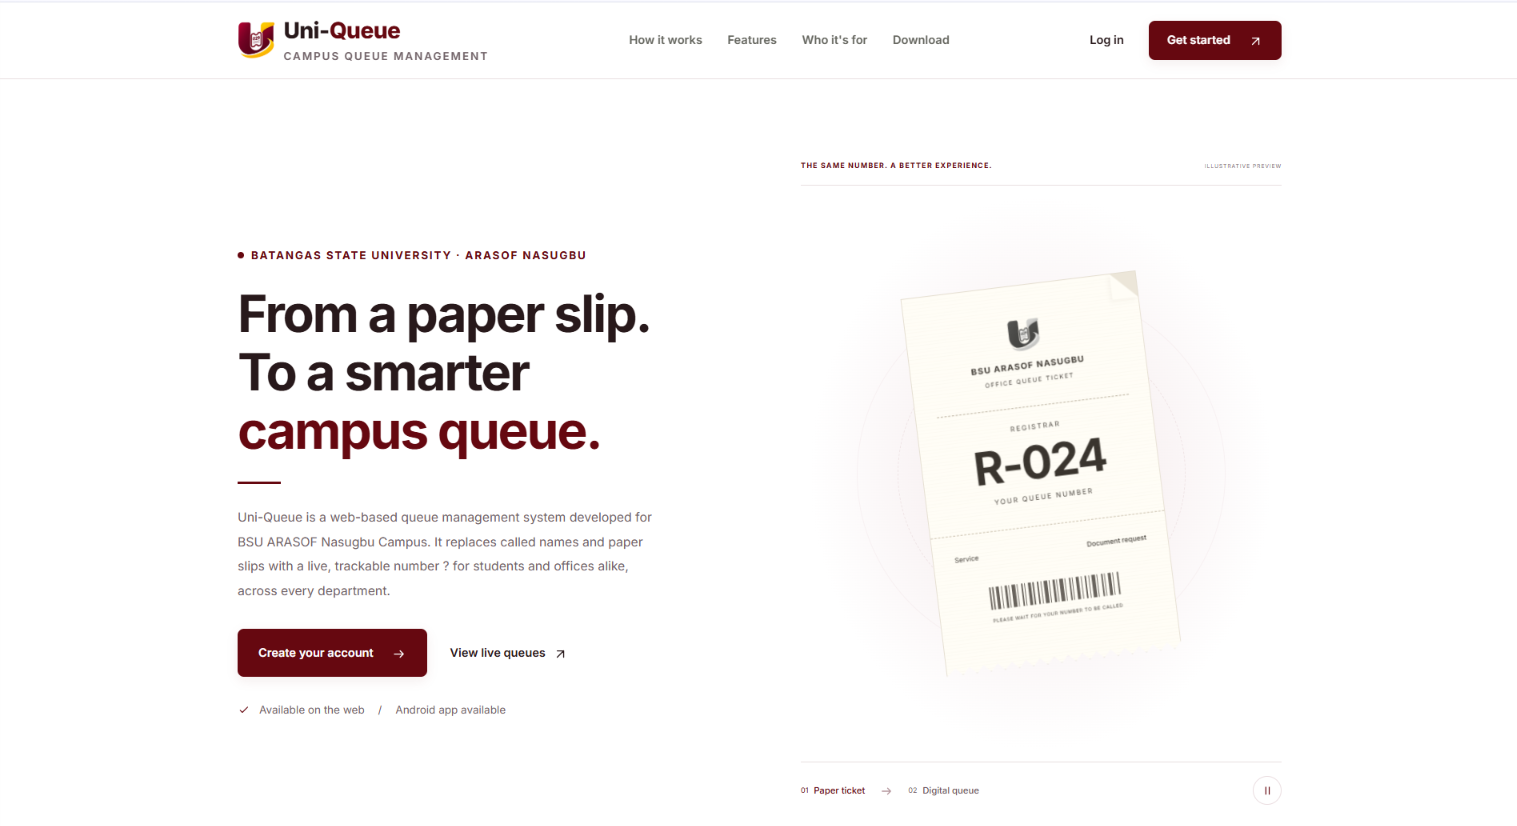 Uni-Queue
CAMPUS QUEUE MANAGEMENT
How it works
Features
Who it's for
Download
Log in
Get started
THE SAME NUMBER. A BETTER EXPERIENCE.
ILLUSTRATIVE PREVIEW
BATANGAS STATE UNIVERSITY · ARASOF NASUGBU
From a paper slip.
To a smarter
campus queue.
Uni-Queue is a web-based queue management system developed for
BSU ARASOF Nasugbu Campus. It replaces called names and paper
slips with a live, trackable number ? for students and offices alike,
across every department.
Create your account
View live queues
Available on the web / Android app available
BSU ARASOF NASUGBU
OFFICE QUEUE TICKET
REGISTRAR
R-024
YOUR QUEUE NUMBER
Service
Document request
PLEASE WAIT FOR YOUR NUMBER TO BE CALLED
01 Paper ticket
02 Digital queue